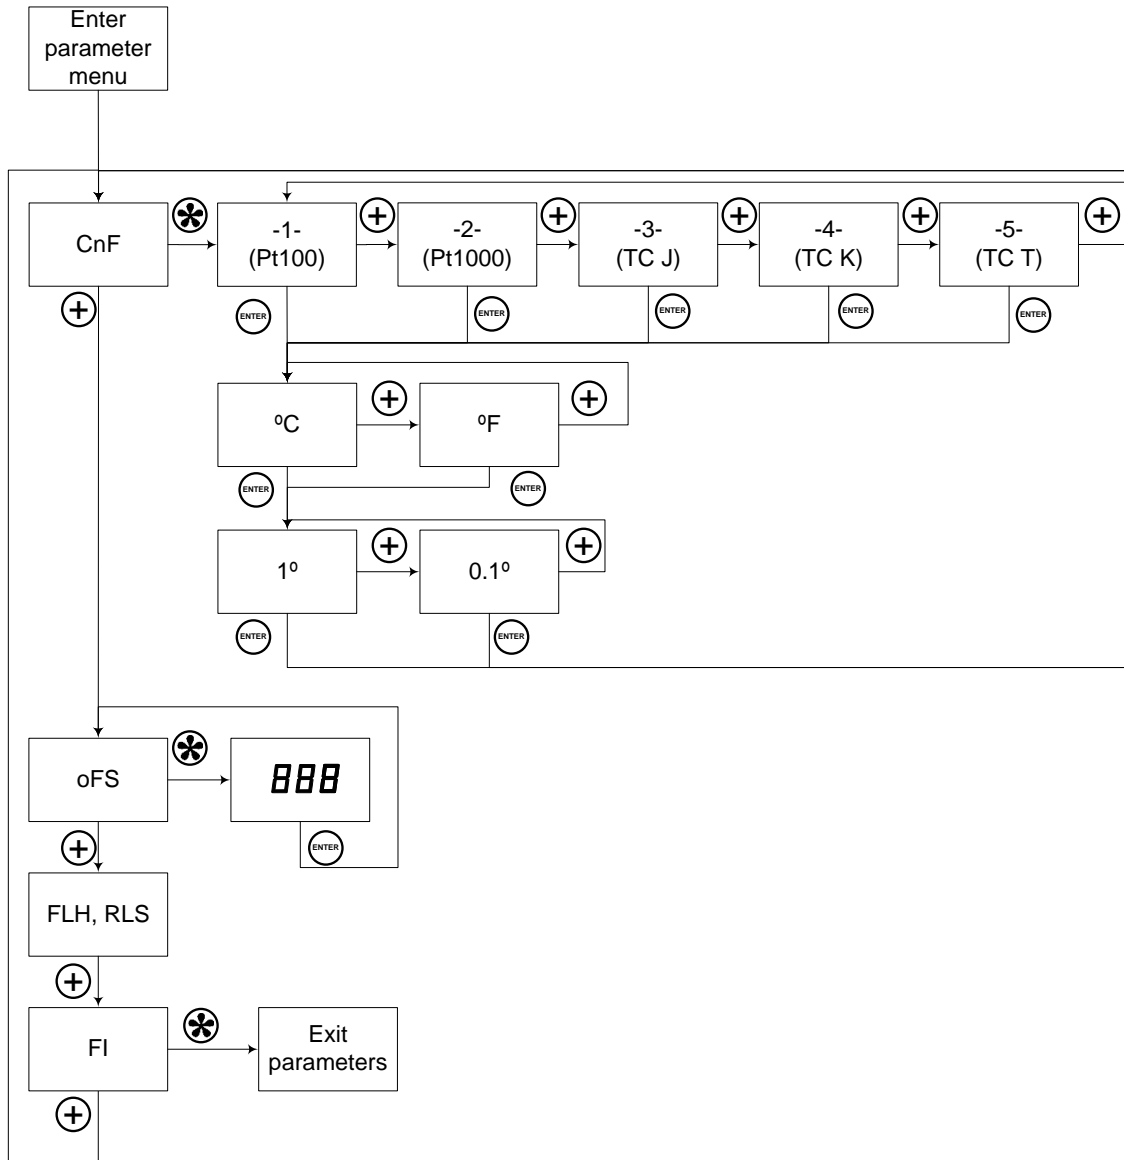 Enter
parameter
menu
CnF
-1-
(Pt100)
-2-
(Pt1000)
-3-
(TC J)
-4-
(TC K)
-5-
(TC T)
ENTER
ENTER
ENTER
ENTER
ENTER
ºC
ºF
ENTER
ENTER
1º
0.1º
ENTER
ENTER
oFS
888
ENTER
FLH, RLS
FI
Exit
parameters